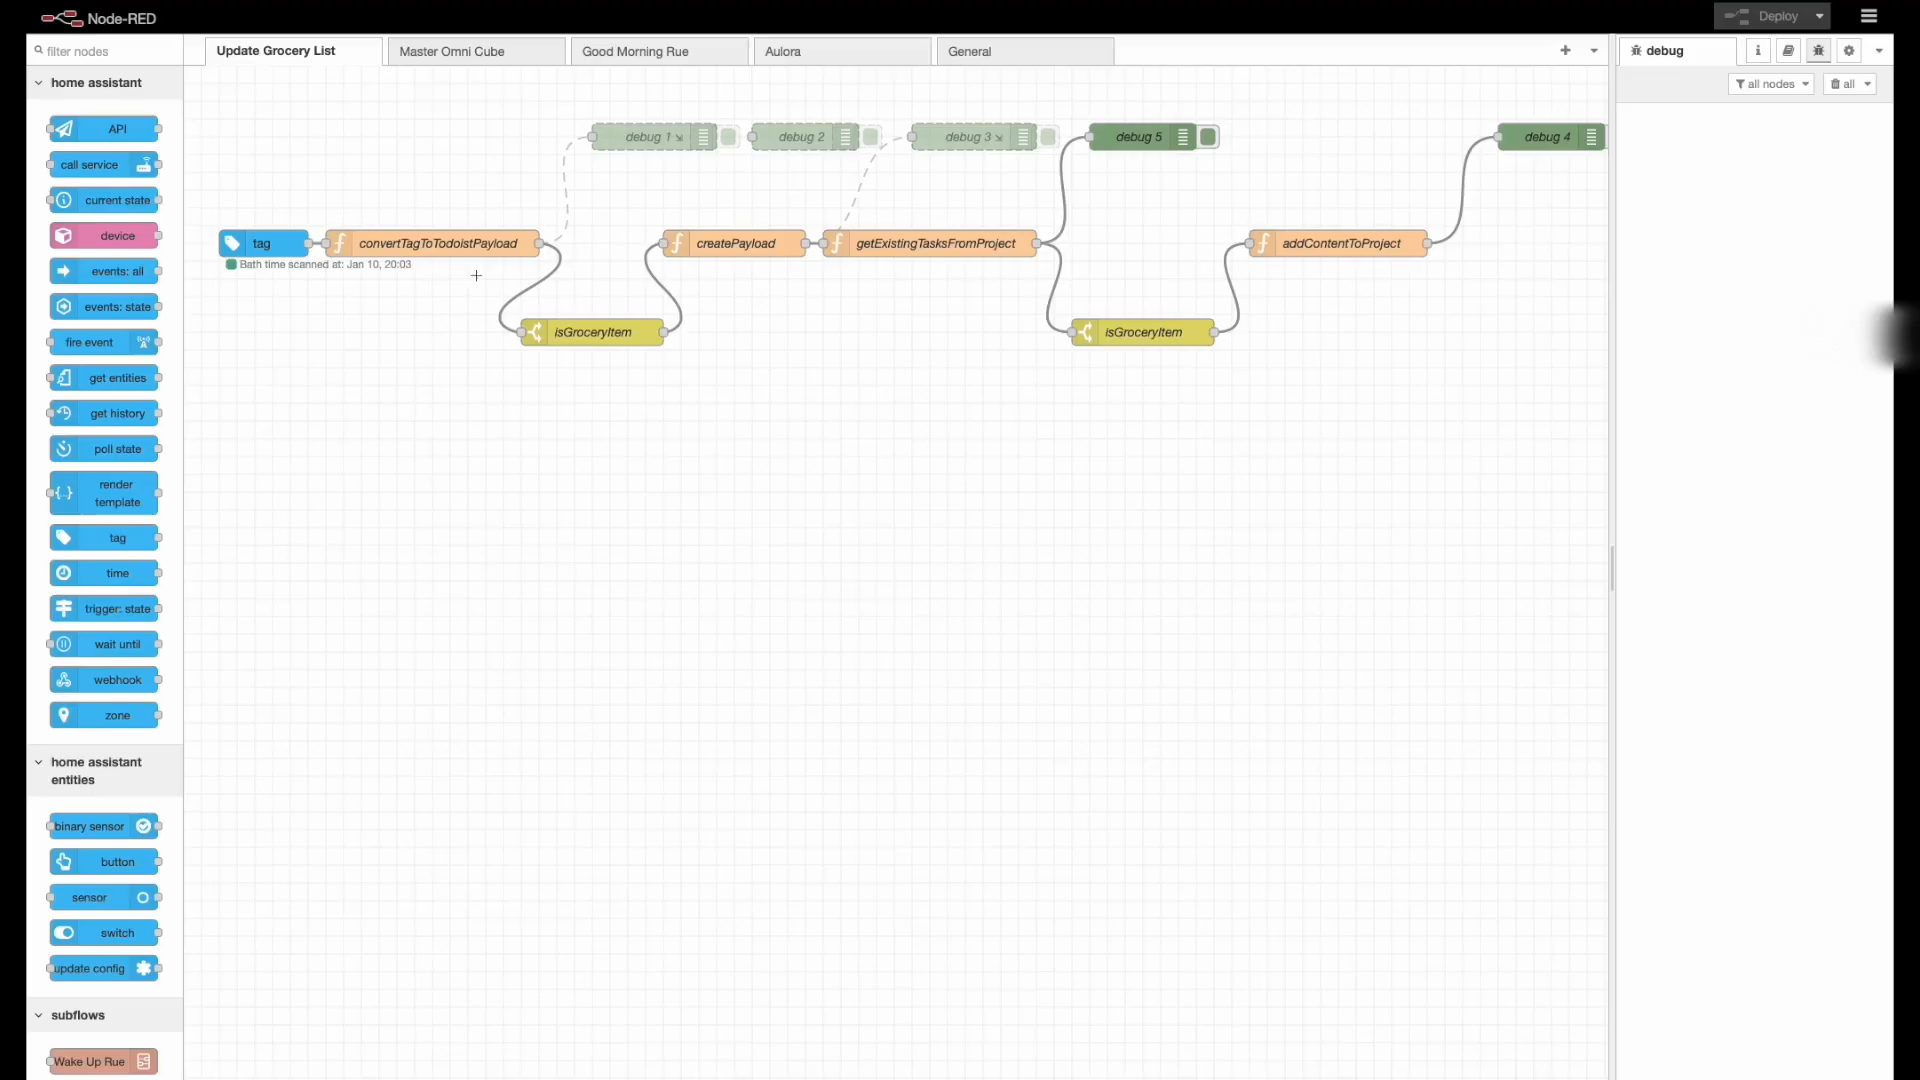 Node-RED
Deploy
filter nodes
Update Grocery List
Master Omni Cube
Good Morning Rue
Aulora
General
debug
all nodes
all
home assistant
API
call service
current state
device
events: all
events: state
fire event
get entities
get history
poll state
render
template
tag
time
trigger: state
wait until
webhook
zone
home assistant
entities
binary sensor
button
sensor
switch
update config
subflows
Wake Up Rue
debug 1
debug 2
debug 3
debug 5
debug 4
tag
convertTagToTodoistPayload
createPayload
getExistingTasksFromProject
addContentToProject
Bath time scanned at: Jan 10, 20:03
isGroceryItem
isGroceryItem